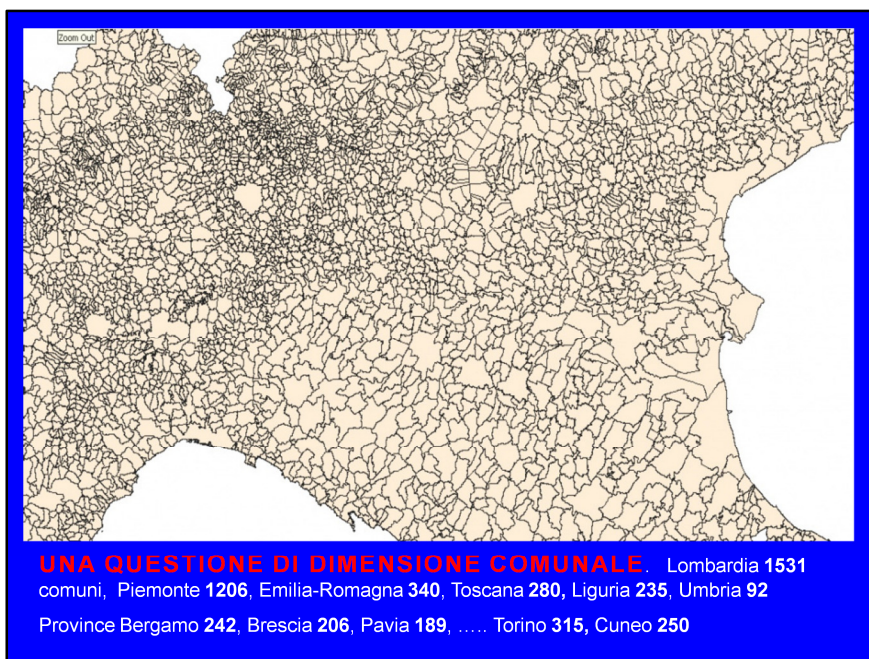 Zoom Out
UNA QUESTIONE DI DIMENSIONE COMUNALE. Lombardia 1531
comuni, Piemonte 1206, Emilia-Romagna 340, Toscana 280, Liguria 235, Umbria 92
Province Bergamo 242, Brescia 206, Pavia 189, ..... Torino 315, Cuneo 250